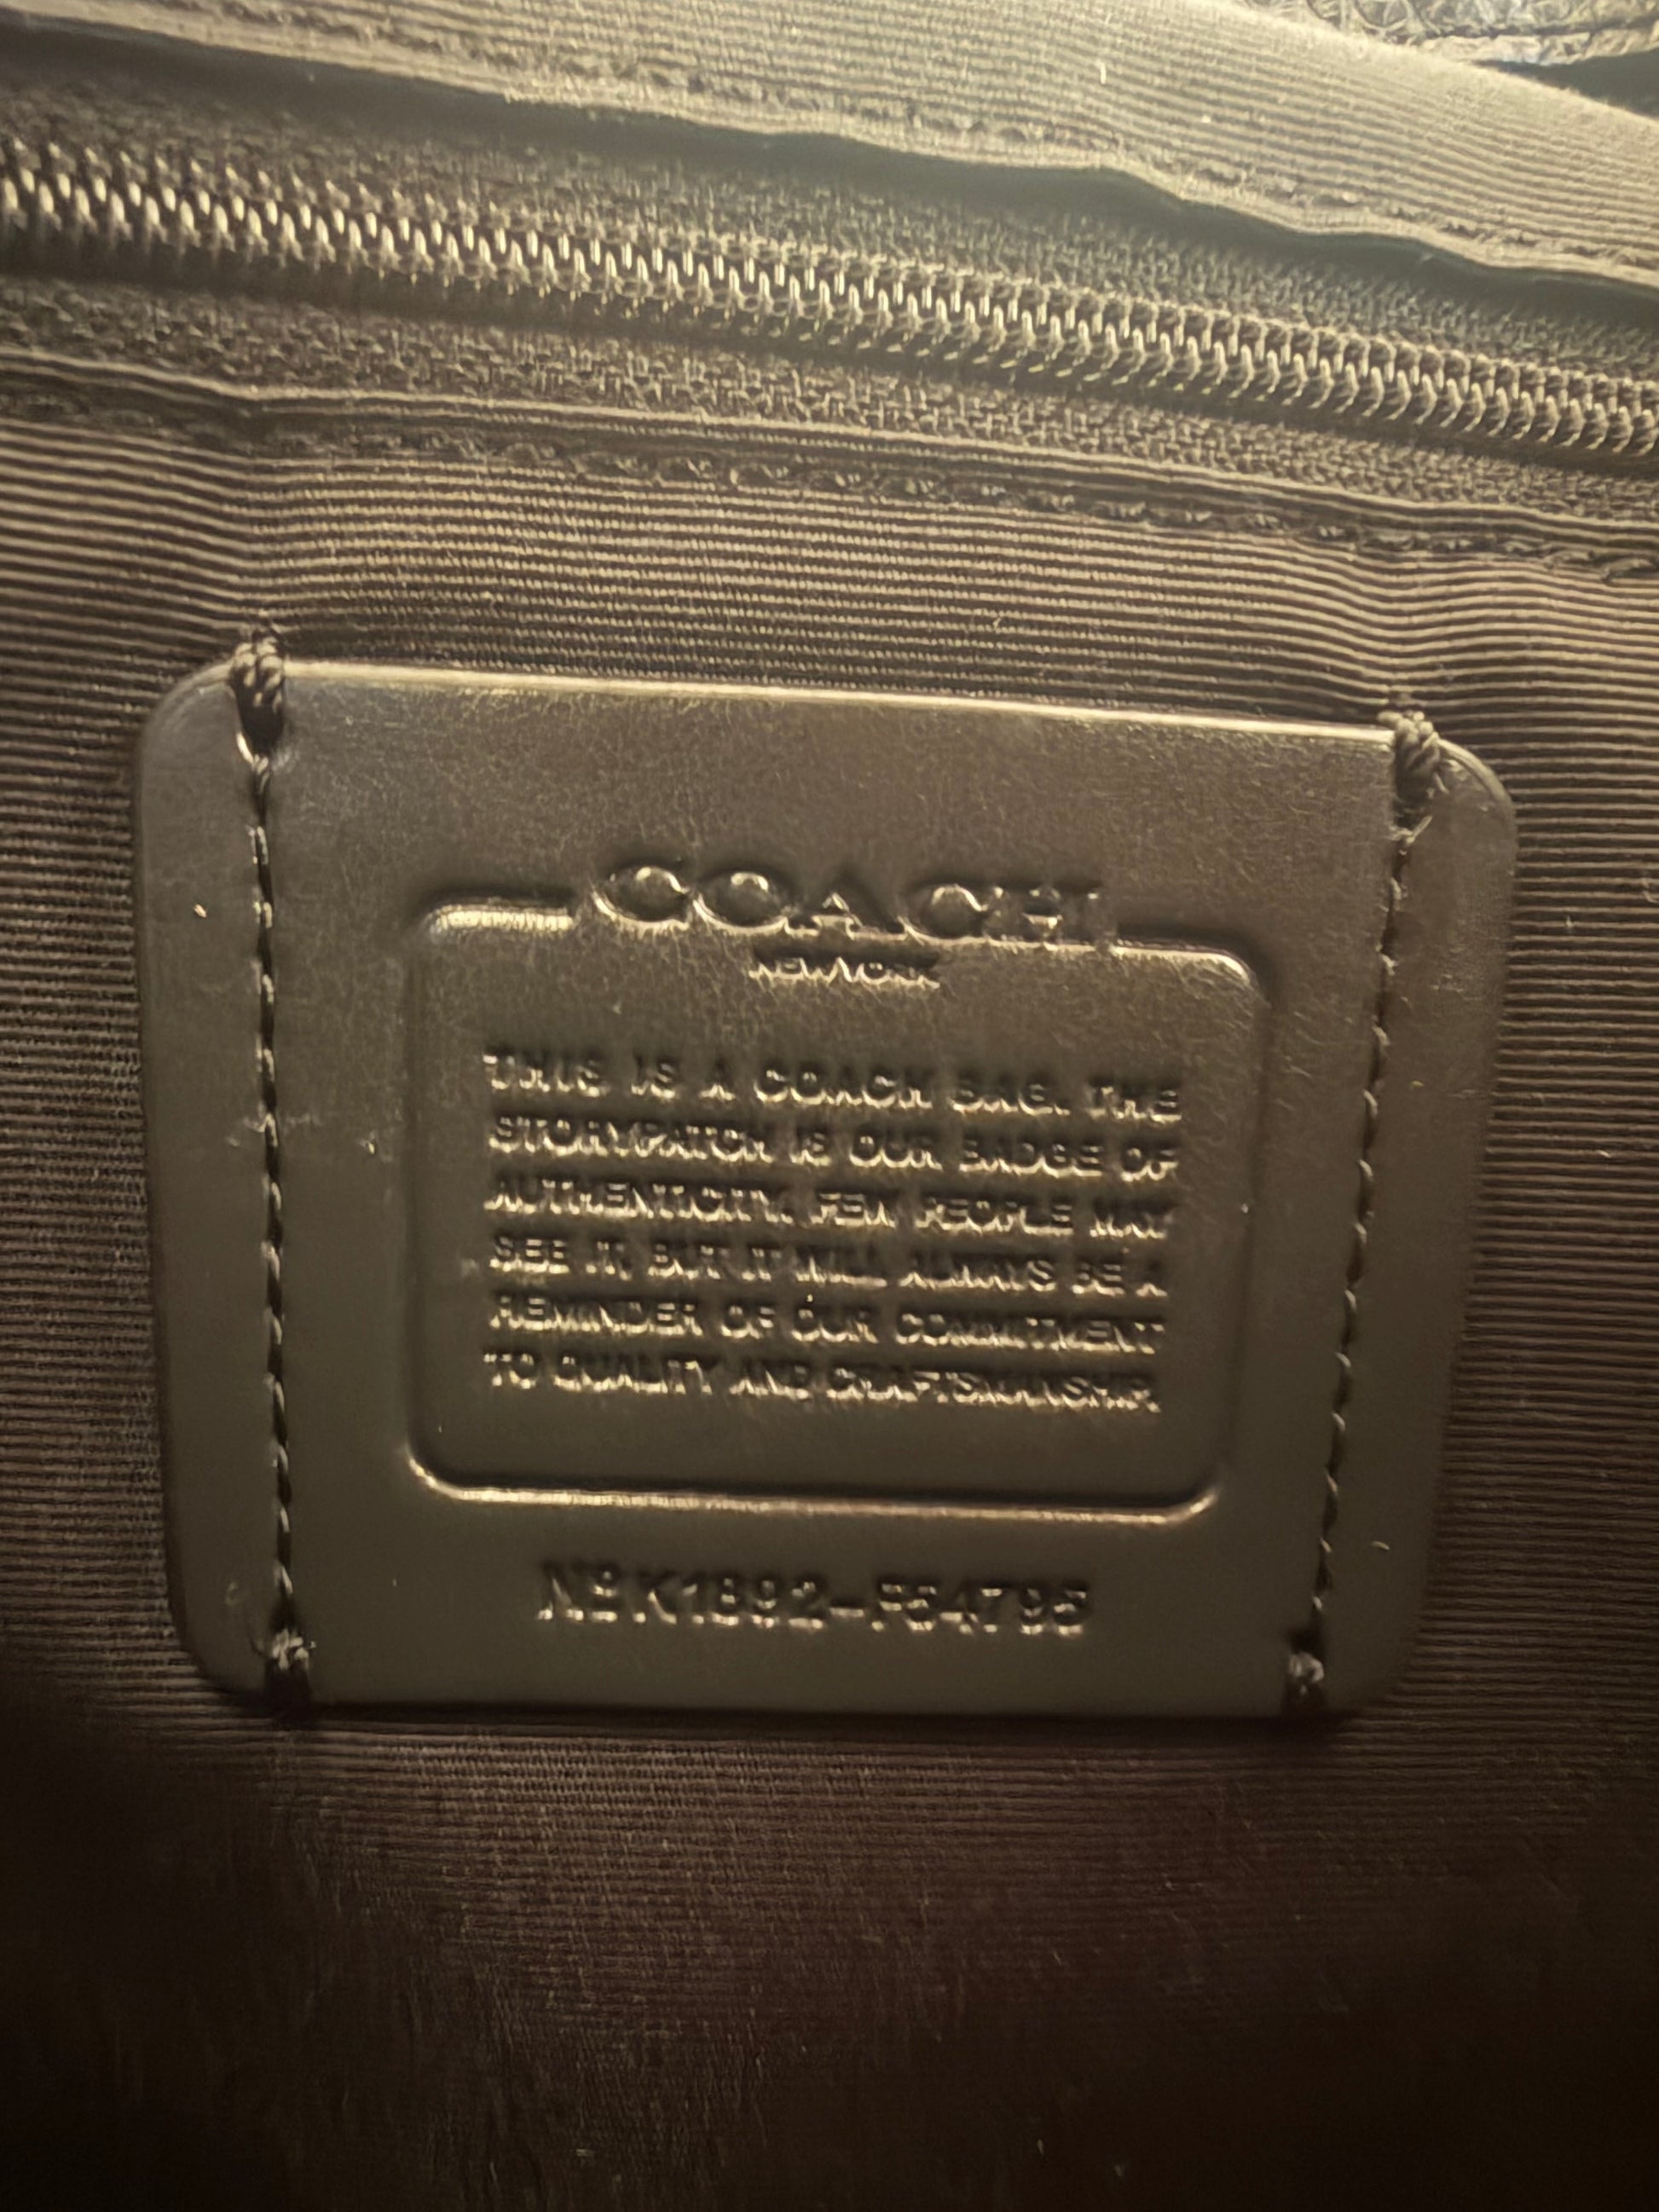 COACH
NEW YORK
THIS IS A COACH BAG. THE
STORYPATCH IS OUR BADGE OF
AUTHENTICITY. FEW PEOPLE MAY
SEE IT, BUT IT WILL ALWAYS BE A
REMINDER OF OUR COMMITMENT
TO QUALITY AND CRAFTSMANSHIP.
Nº K1892-F54795